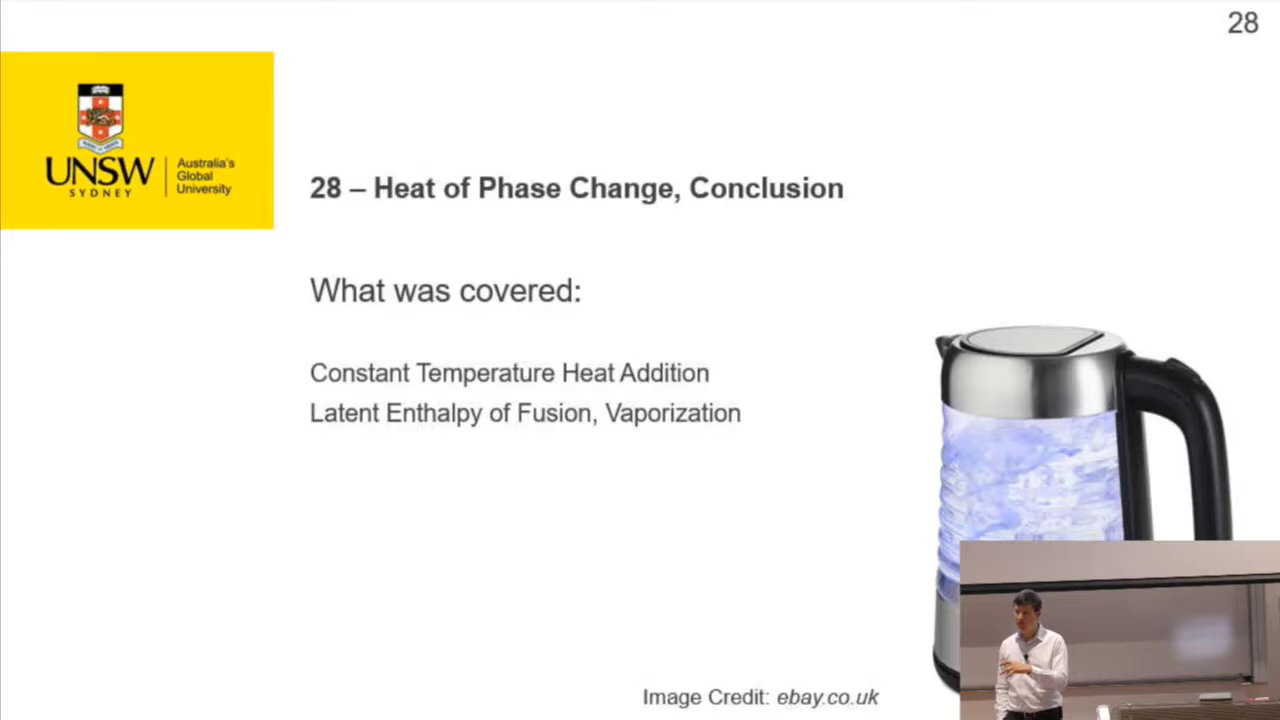 28
UNSW
SYDNEY
Australia's
Global
University
28 – Heat of Phase Change, Conclusion
What was covered:
Constant Temperature Heat Addition
Latent Enthalpy of Fusion, Vaporization
Image Credit: ebay.co.uk